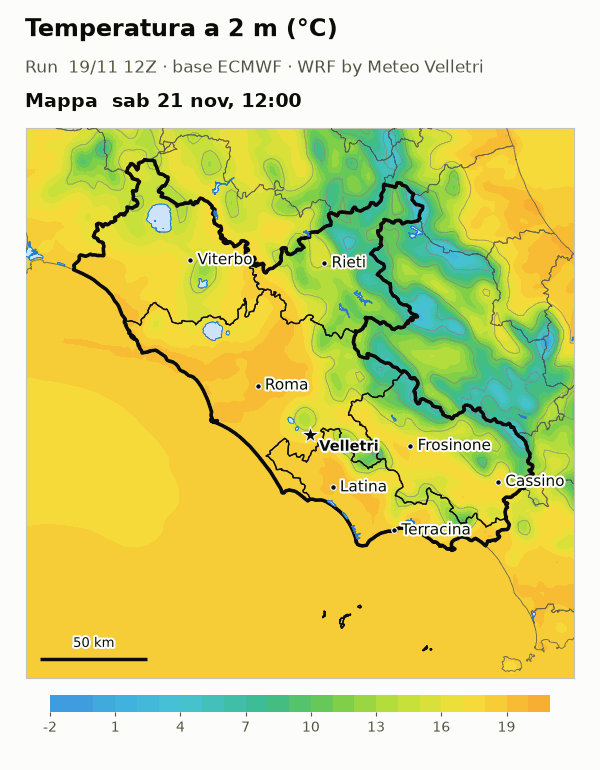 Temperatura a 2 m (°C)
Run  19/11 12Z · base ECMWF · WRF by Meteo Velletri
Mappa  sab 21 nov, 12:00
Viterbo
Rieti
Roma
Velletri
Frosinone
Cassino
Latina
Terracina
50 km
-2 1 4 7 10 13 16 19